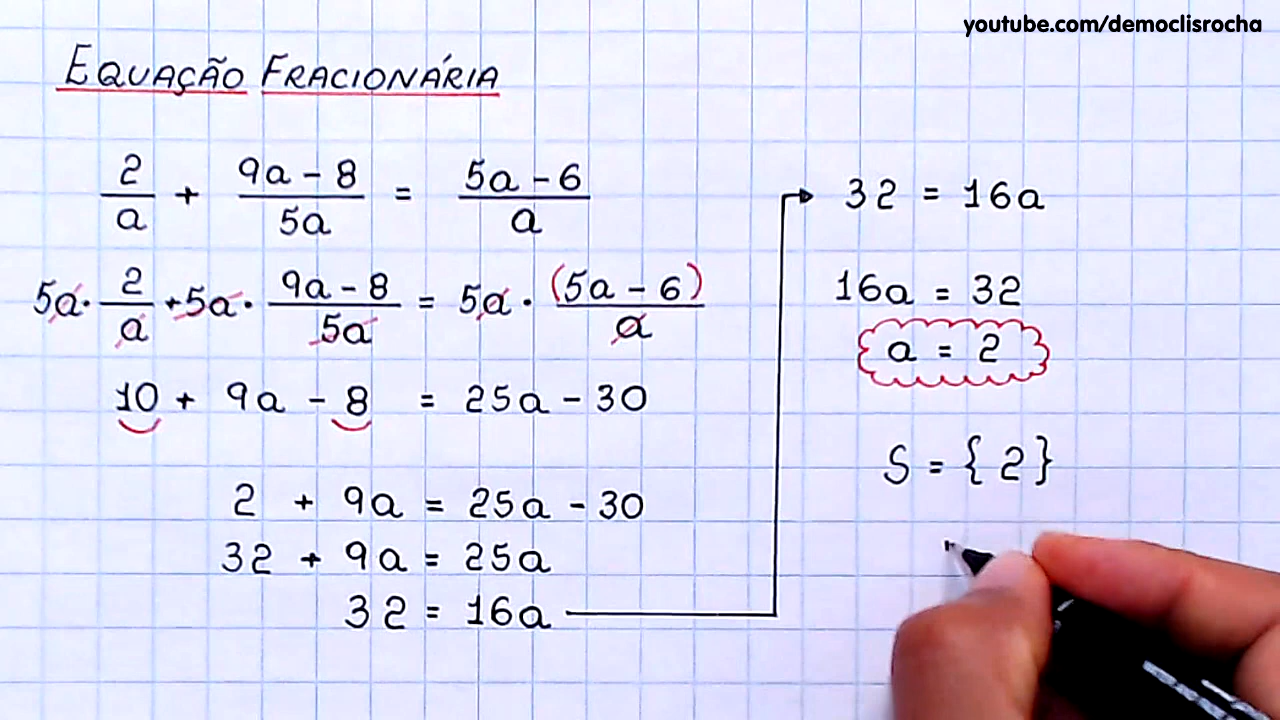 youtube.com/democlisrocha
EQUAÇÃO FRACIONÁRIA
2/a + (9a - 8)/5a = (5a - 6)/a
5a · 2/a + 5a · (9a - 8)/5a = 5a · (5a - 6)/a
10 + 9a - 8 = 25a - 30
2 + 9a = 25a - 30
32 + 9a = 25a
32 = 16a
32 = 16a
16a = 32
a = 2
S = {2}